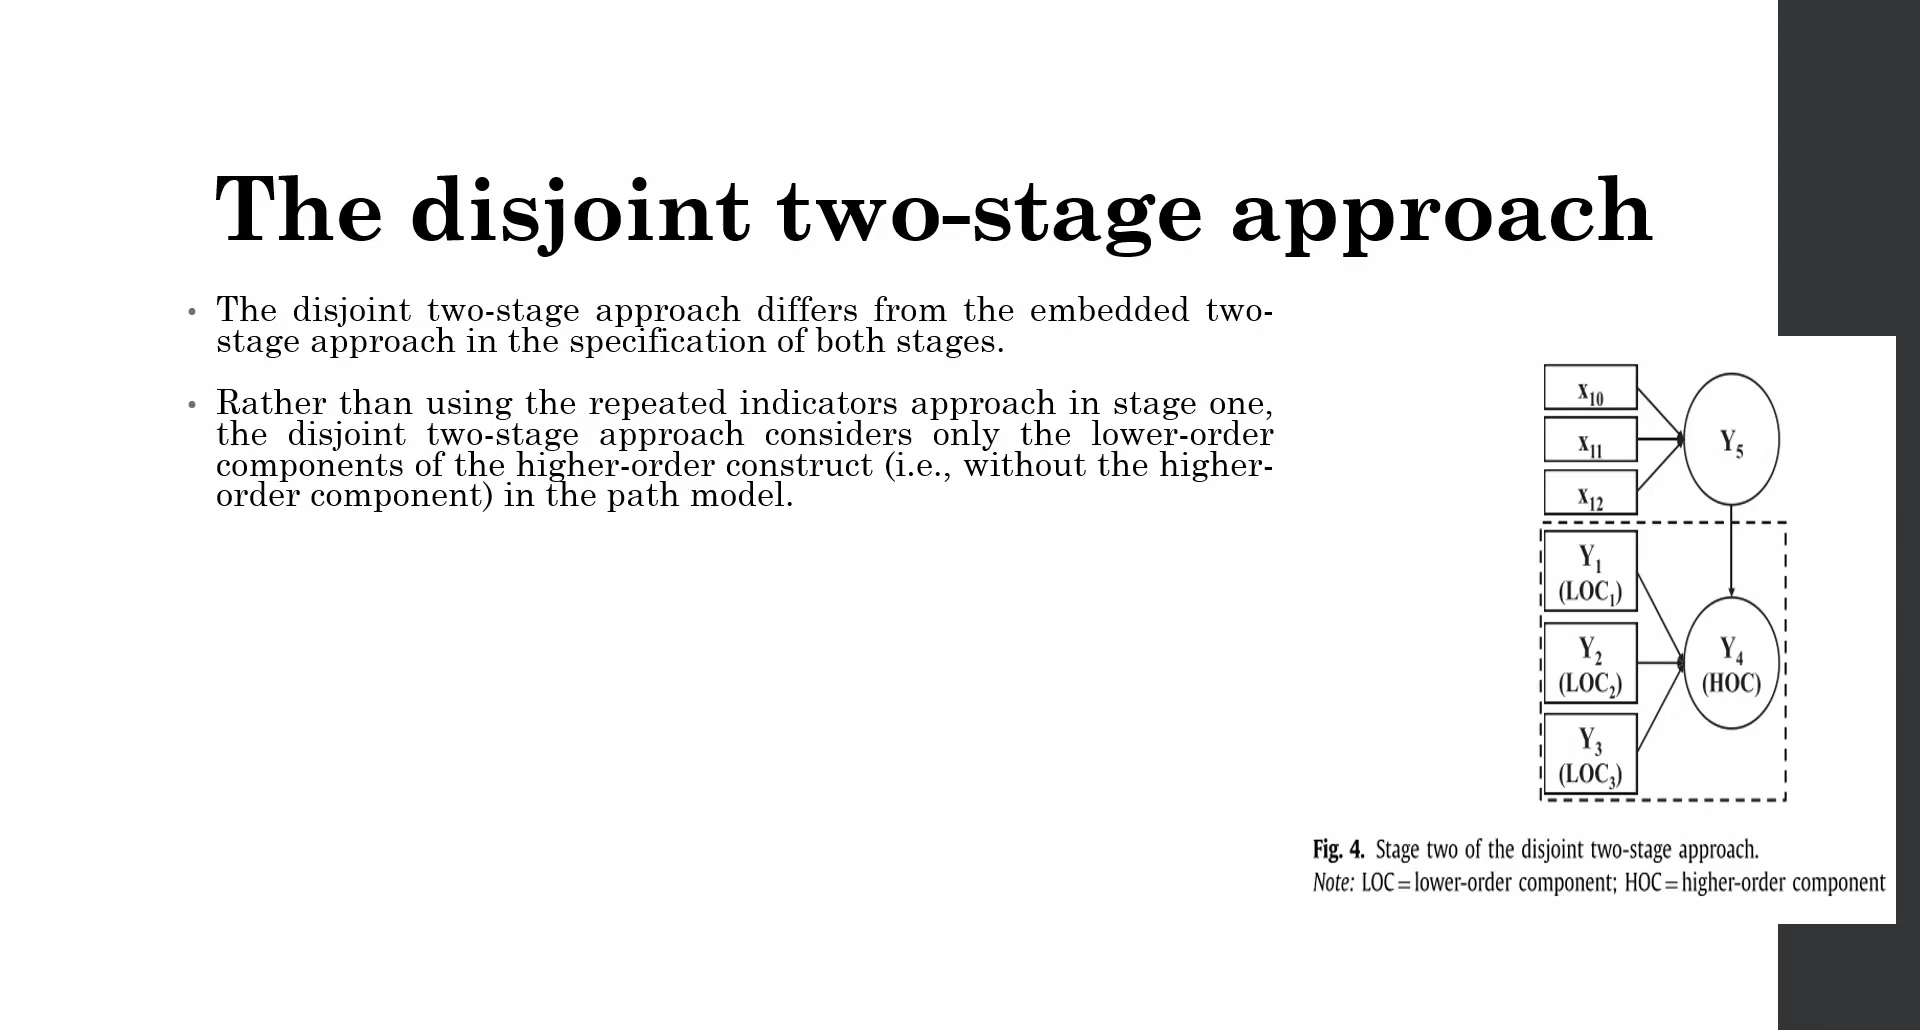 The disjoint two-stage approach
• The disjoint two-stage approach differs from the embedded two-
stage approach in the specification of both stages.
• Rather than using the repeated indicators approach in stage one,
the disjoint two-stage approach considers only the lower-order
components of the higher-order construct (i.e., without the higher-
order component) in the path model.
x₁₀
x₁₁
x₁₂
Y₅
Y₁
(LOC₁)
Y₂
(LOC₂)
Y₃
(LOC₃)
Y₄
(HOC)
Fig. 4. Stage two of the disjoint two-stage approach.
Note: LOC = lower-order component; HOC = higher-order component